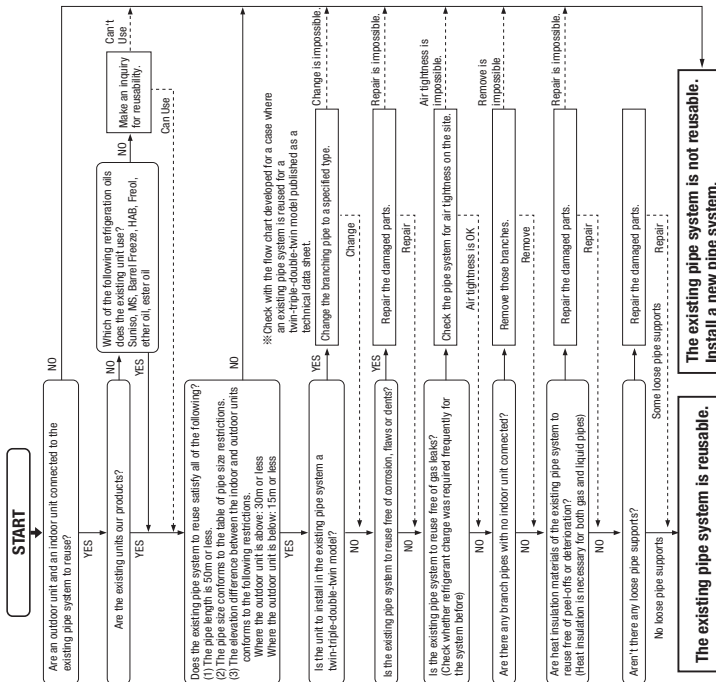 START
Are an outdoor unit and an indoor unit connected to the
existing pipe system to reuse?
NO
YES
Are the existing units our products?
NO
YES
Which of the following refrigeration oils
does the existing unit use?
Suniso, MS, Barrel Freeze, HAB, Freol,
ether oil, ester oil
NO
YES
Make an inquiry
for reusability.
Can't
Use
Can Use
Does the existing pipe system to reuse satisfy all of the following?
(1) The pipe length is 50m or less.
(2) The pipe size conforms to the table of pipe size restrictions.
(3) The elevation difference between the indoor and outdoor units
conforms to the following restrictions.
Where the outdoor unit is above: 30m or less
Where the outdoor unit is below: 15m or less
NO
YES
※Check with the flow chart developed for a case where
an existing pipe system is reused for a
twin-triple-double-twin model published as a
technical data sheet.
Is the unit to install in the existing pipe system a
twin-triple-double-twin model?
YES
Change the branching pipe to a specified type.
Change is impossible.
NO
Change
Is the existing pipe system to reuse free of corrosion, flaws or dents?
YES
Repair the damaged parts.
Repair is impossible.
NO
Repair
Is the existing pipe system to reuse free of gas leaks?
(Check whether refrigerant charge was required frequently for
the system before)
Check the pipe system for air tightness on the site.
Air tightness is
impossible.
NO
Air tightness is OK
Are there any branch pipes with no indoor unit connected?
Remove those branches.
Remove is
impossible.
NO
Remove
Are heat insulation materials of the existing pipe system to
reuse free of peel-offs or deterioration?
(Heat insulation is necessary for both gas and liquid pipes)
Repair the damaged parts.
Repair is impossible.
NO
Repair
Aren't there any loose pipe supports?
Repair the damaged parts.
No loose pipe supports
Some loose pipe supports
Repair
The existing pipe system is reusable.
The existing pipe system is not reusable.
Install a new pipe system.